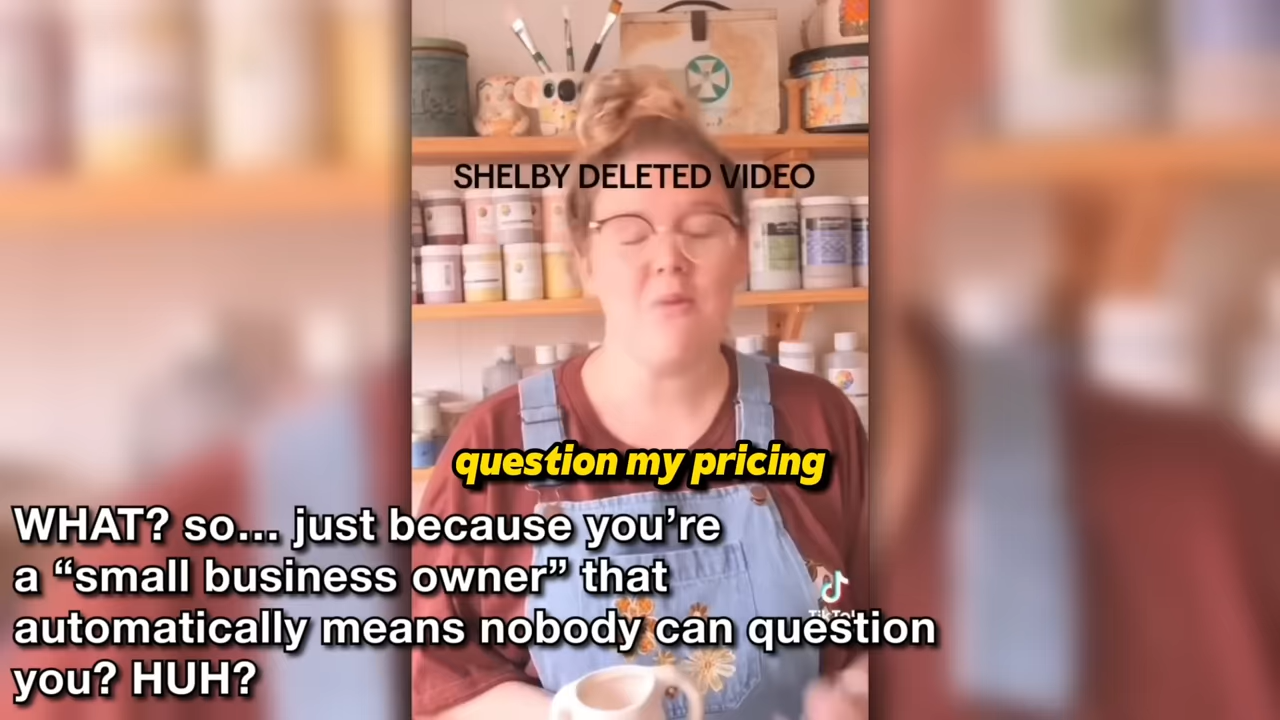 SHELBY DELETED VIDEO
question my pricing
WHAT? so... just because you’re
a “small business owner” that
automatically means nobody can question
you? HUH?
TikTok